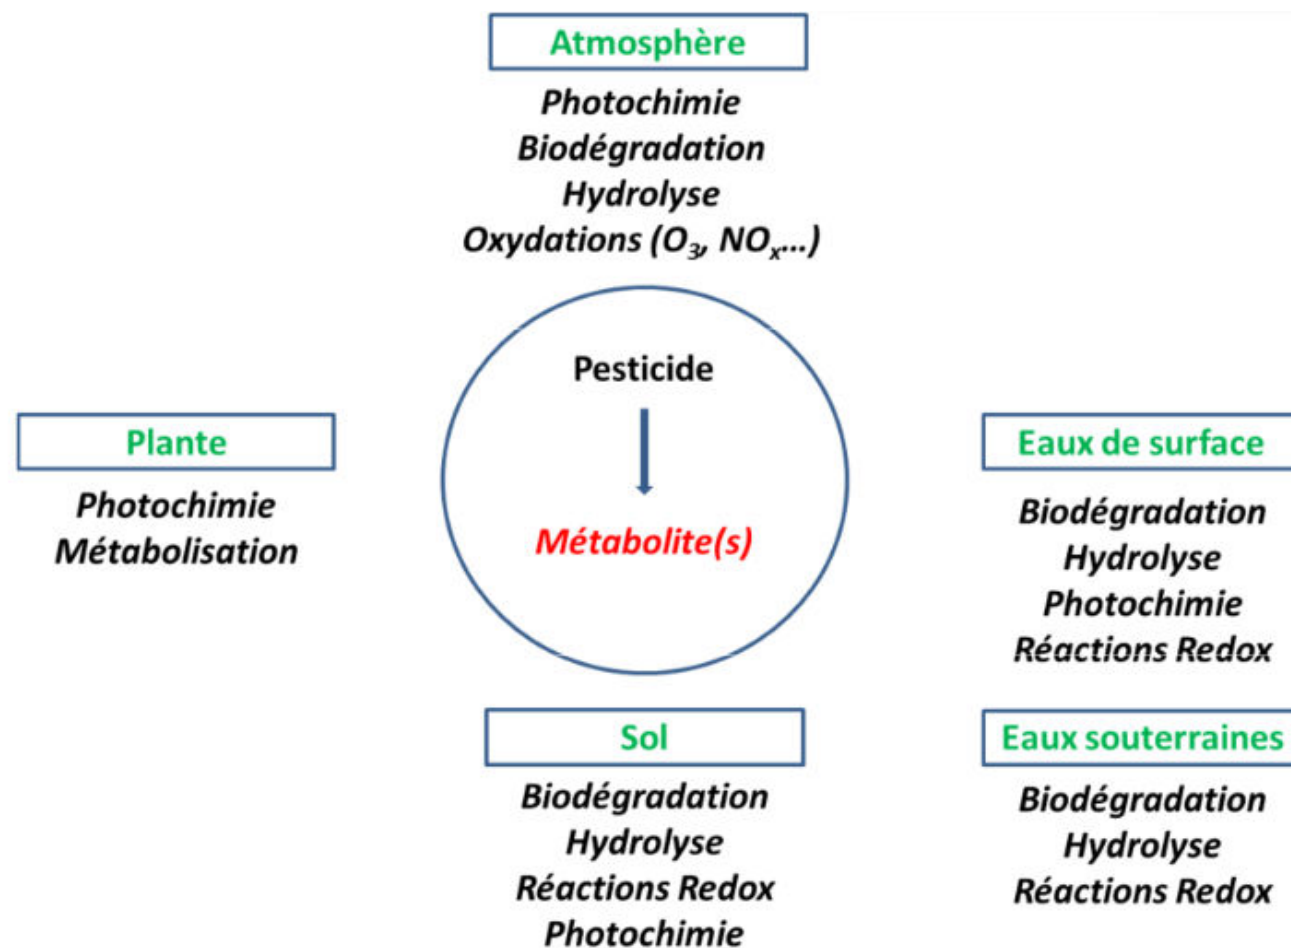 Atmosphère
Photochimie
Biodégradation
Hydrolyse
Oxydations (O3, NOx...)
Pesticide
Métabolite(s)
Plante
Photochimie
Métabolisation
Eaux de surface
Biodégradation
Hydrolyse
Photochimie
Réactions Redox
Sol
Biodégradation
Hydrolyse
Réactions Redox
Photochimie
Eaux souterraines
Biodégradation
Hydrolyse
Réactions Redox